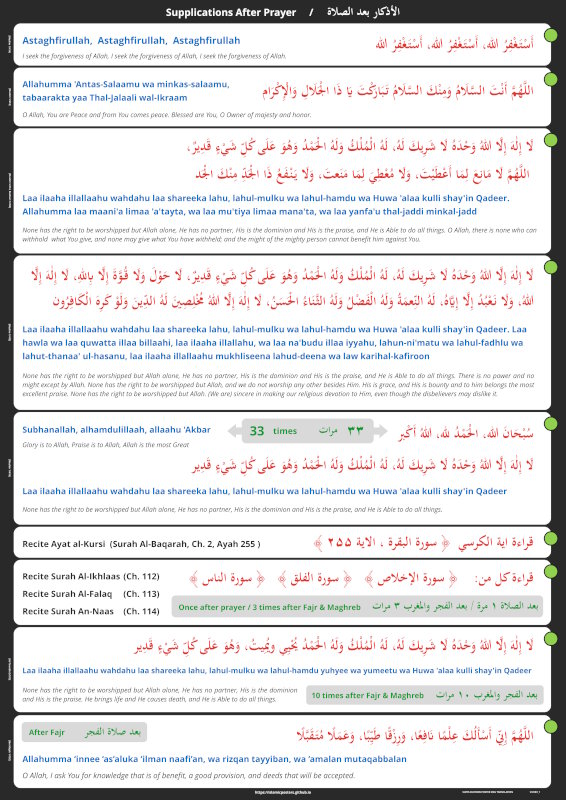 Supplications After Prayer / الأذكار بعد الصلاة
أَسْتَغْفِرُ اللهَ، أَسْتَغْفِرُ اللهَ، أَسْتَغْفِرُ اللهَ
Astaghfirullah, Astaghfirullah, Astaghfirullah
I seek the forgiveness of Allah, I seek the forgiveness of Allah, I seek the forgiveness of Allah.
اللَّهُمَّ أَنْتَ السَّلَامُ وَمِنْكَ السَّلَامُ تَبَارَكْتَ يَا ذَا الْجَلَالِ وَالْإِكْرَامِ
Allahumma 'Antas-Salaamu wa minkas-salaamu,
tabaarakta yaa Thal-Jalaali wal-Ikraam
O Allah, You are Peace and from You comes peace. Blessed are You, O Owner of majesty and honor.
لَا إِلَهَ إِلَّا اللهُ وَحْدَهُ لَا شَرِيكَ لَهُ، لَهُ الْمُلْكُ وَلَهُ الْحَمْدُ وَهُوَ عَلَى كُلِّ شَيْءٍ قَدِيرٌ،
اللَّهُمَّ لَا مَانِعَ لِمَا أَعْطَيْتَ، وَلَا مُعْطِيَ لِمَا مَنَعْتَ، وَلَا يَنْفَعُ ذَا الْجَدِّ مِنْكَ الْجَد
Laa ilaaha illallaahu wahdahu laa shareeka lahu, lahul-mulku wa lahul-hamdu wa Huwa 'alaa kulli shay'in Qadeer.
Allahumma laa maani'a limaa 'a'tayta, wa laa mu'tiya limaa mana'ta, wa laa yanfa'u thal-jaddi minkal-jadd
None has the right to be worshipped but Allah alone, He has no partner, His is the dominion and His is the praise, and He is Able to do all things. O Allah, there is none who can
withhold what You give, and none may give what You have withheld; and the might of the mighty person cannot benefit him against You.
لَا إِلَهَ إِلَّا اللهُ وَحْدَهُ لَا شَرِيكَ لَهُ، لَهُ الْمُلْكُ وَلَهُ الْحَمْدُ وَهُوَ عَلَى كُلِّ شَيْءٍ قَدِيرٌ، لَا حَوْلَ وَلَا قُوَّةَ إِلَّا بِاللهِ، لَا إِلَهَ إِلَّا
اللهُ، وَلَا نَعْبُدُ إِلَّا إِيَّاهُ، لَهُ النِّعْمَةُ وَلَهُ الْفَضْلُ وَلَهُ الثَّنَاءُ الْحَسَنُ، لَا إِلَهَ إِلَّا اللهُ مُخْلِصِينَ لَهُ الدِّينَ وَلَوْ كَرِهَ الْكَافِرُون
Laa ilaaha illallaahu wahdahu laa shareeka lahu, lahul-mulku wa lahul-hamdu wa Huwa 'alaa kulli shay'in Qadeer. Laa
hawla wa laa quwatta illaa billaahi, laa ilaaha illallahu, wa laa na'budu illaa iyyahu, lahun-ni'matu wa lahul-fadhlu wa
lahut-thanaa' ul-hasanu, laa ilaaha illallaahu mukhliseena lahud-deena wa law karihal-kafiroon
None has the right to be worshipped but Allah alone, He has no partner, His is the dominion and His is the praise, and He is Able to do all things. There is no power and no
might except by Allah. None has the right to be worshipped but Allah, and we do not worship any other besides Him. His is grace, and His is bounty and to him belongs the most
excellent praise. None has the right to be worshipped but Allah. (We are) sincere in making our religious devotion to Him, even though the disbelievers may dislike it.
سُبْحَانَ اللهِ، الْحَمْدُ لِلهِ، اللهُ أَكْبَر
33 times ٣٣ مرات
Subhanallah, alhamdulillaah, allaahu 'Akbar
Glory is to Allah, Praise is to Allah, Allah is the most Great
لَا إِلَهَ إِلَّا اللهُ وَحْدَهُ لَا شَرِيكَ لَهُ، لَهُ الْمُلْكُ وَلَهُ الْحَمْدُ وَهُوَ عَلَى كُلِّ شَيْءٍ قَدِير
Laa ilaaha illallaahu wahdahu laa shareeka lahu, lahul-mulku wa lahul-hamdu wa Huwa 'alaa kulli shay'in Qadeer
None has the right to be worshipped but Allah alone, He has no partner, His is the dominion and His is the praise, and He is Able to do all things.
قراءة اية الكرسي ﴿ سورة البقرة ، الاية ٢٥٥ ﴾
Recite Ayat al-Kursi (Surah Al-Baqarah, Ch. 2, Ayah 255 )
قراءة كل من: ﴿ سورة الإخلاص ﴾ ﴿ سورة الفلق ﴾ ﴿ سورة الناس ﴾
Recite Surah Al-Ikhlaas (Ch. 112)
Recite Surah Al-Falaq (Ch. 113)
Recite Surah An-Naas (Ch. 114)
Once after prayer / 3 times after Fajr & Maghreb بعد الصلاة ١ مرة / بعد الفجر والمغرب ٣ مرات
لَا إِلَهَ إِلَّا اللهُ وَحْدَهُ لَا شَرِيكَ لَهُ، لَهُ الْمُلْكُ وَلَهُ الْحَمْدُ يُحْيِي وَيُمِيتُ، وَهُوَ عَلَى كُلِّ شَيْءٍ قَدير
Laa ilaaha illallaahu wahdahu laa shareeka lahu, lahul-mulku wa lahul-hamdu yuhyee wa yumeetu wa Huwa 'alaa kulli shay'in Qadeer
None has the right to be worshipped but Allah alone, He has no partner, His is the dominion
and His is the praise. He brings life and He causes death, and He is Able to do all things.
10 times after Fajr & Maghreb بعد الفجر والمغرب ١٠ مرات
After Fajr بعد صلاة الفجر
اللَّهُمَّ إِنِّي أَسْأَلُكَ عِلْمًا نَافِعًا، وَرِزْقًا طَيِّبًا، وَعَمَلًا مُتَقَبَّلًا
Allahumma 'innee 'as'aluka 'ilman naafi'an, wa rizqan tayyiban, wa 'amalan mutaqabbalan
O Allah, I ask You for knowledge that is of benefit, a good provision, and deeds that will be accepted.
https://islamicposters.github.io